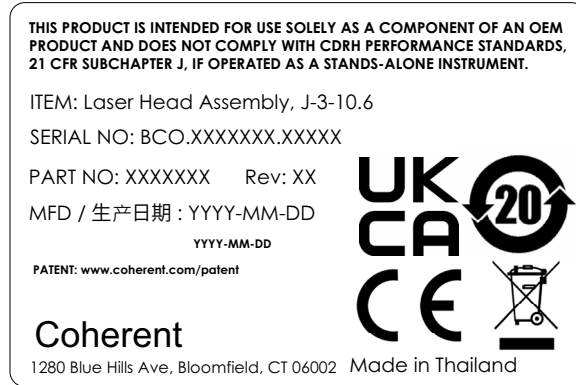 THIS PRODUCT IS INTENDED FOR USE SOLELY AS A COMPONENT OF AN OEM
PRODUCT AND DOES NOT COMPLY WITH CDRH PERFORMANCE STANDARDS,
21 CFR SUBCHAPTER J, IF OPERATED AS A STANDS-ALONE INSTRUMENT.
ITEM: Laser Head Assembly, J-3-10.6
SERIAL NO: BCO.XXXXXXX.XXXXX
PART NO: XXXXXXX Rev: XX
MFD / 生产日期 : YYYY-MM-DD
YYYY-MM-DD
PATENT: www.coherent.com/patent
UK
CA
20
CE
Coherent
1280 Blue Hills Ave, Bloomfield, CT 06002 Made in Thailand